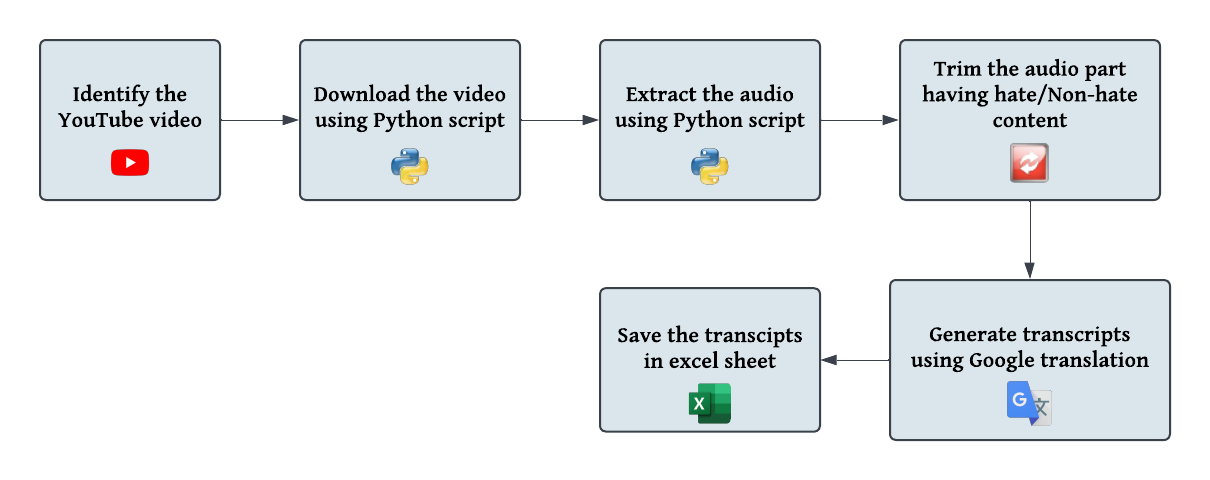 Identify the
YouTube video
Download the video
using Python script
Extract the audio
using Python script
Trim the audio part
having hate/Non-hate
content
Generate transcripts
using Google translation
G
文
Save the transcipts
in excel sheet
X